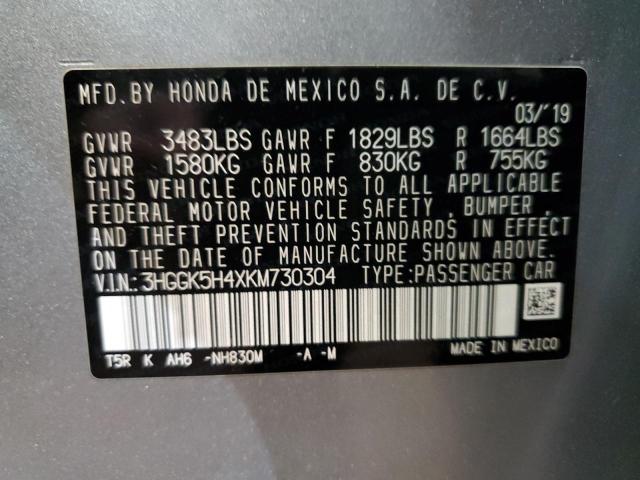 MFD. BY HONDA DE MEXICO S.A. DE C.V.
03/'19
GVWR 3483LBS GAWR F 1829LBS R 1664LBS
GVWR 1580KG GAWR F 830KG R 755KG
THIS VEHICLE CONFORMS TO ALL APPLICABLE
FEDERAL MOTOR VEHICLE SAFETY , BUMPER ,
AND THEFT PREVENTION STANDARDS IN EFFECT
ON THE DATE OF MANUFACTURE SHOWN ABOVE.
V.I.N: 3HGGK5H4XKM730304 TYPE:PASSENGER CAR
T5R K AH6 -NH830M -A -M MADE IN MEXICO